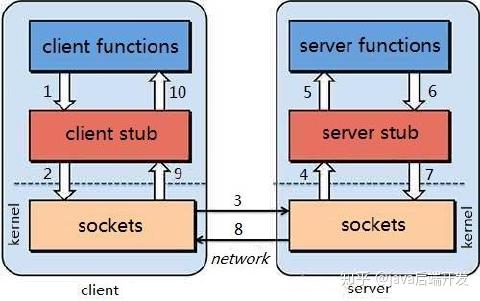 client functions
server functions
1
10
5
6
client stub
server stub
2
9
4
7
kernel
sockets
3
8
network
sockets
kernel
知乎 @java后端开发
client
server